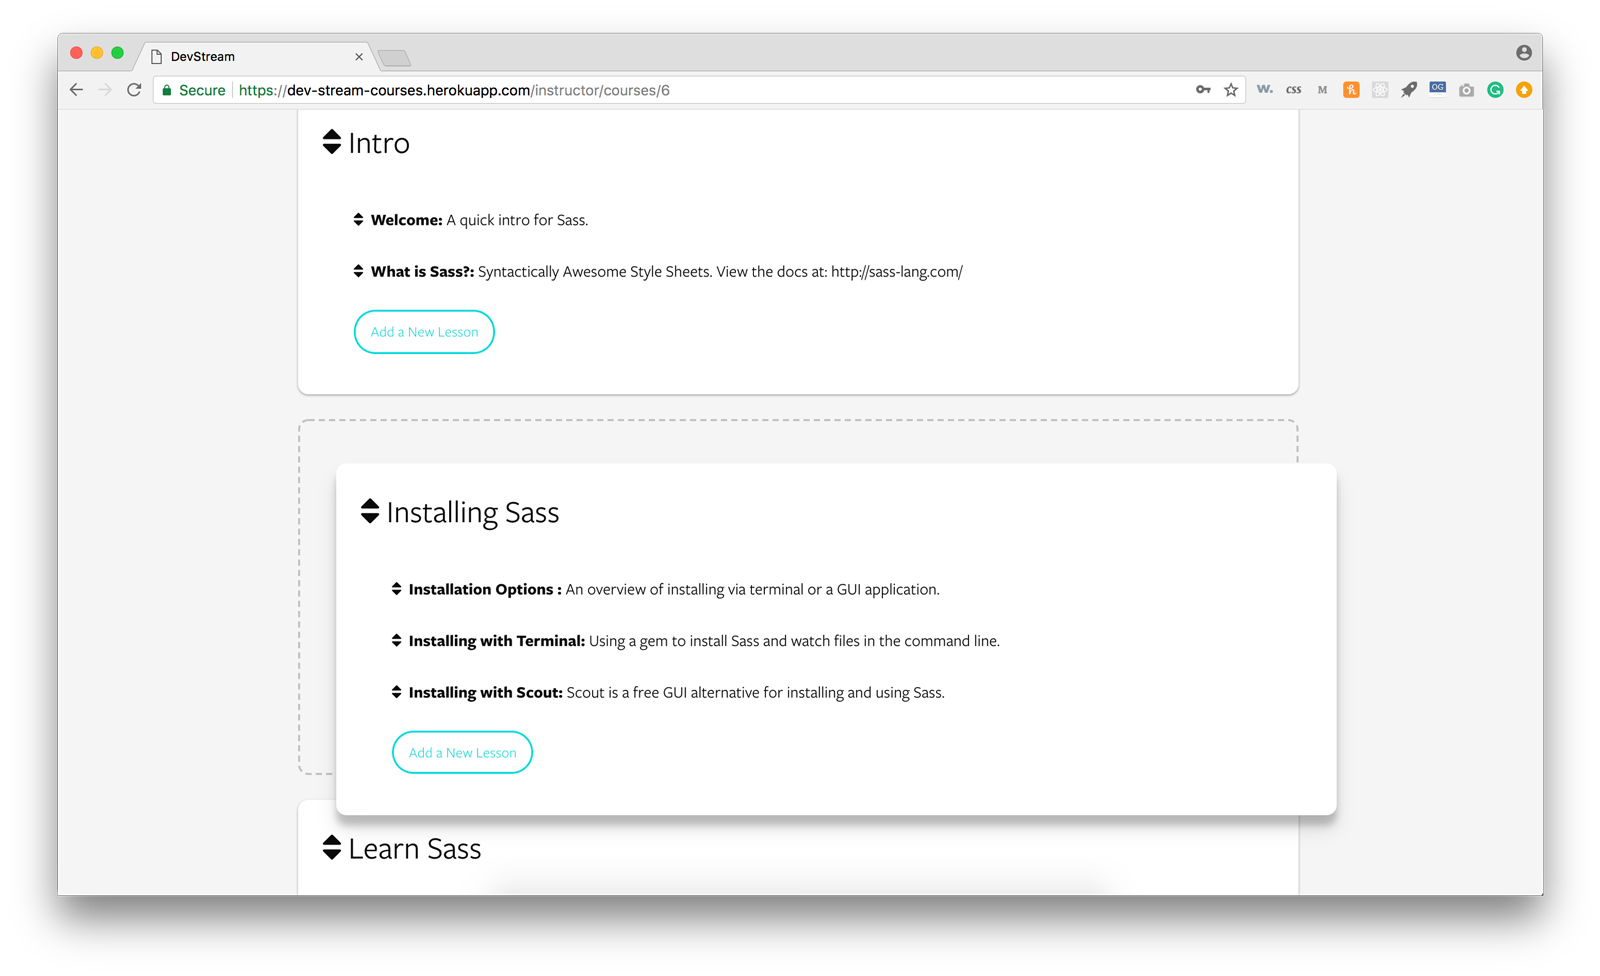 DevStream
Secure https://dev-stream-courses.herokuapp.com/instructor/courses/6 W. CSS M OG
Intro
Welcome: A quick intro for Sass.
What is Sass?: Syntactically Awesome Style Sheets. View the docs at: http://sass-lang.com/
Add a New Lesson
Installing Sass
Installation Options : An overview of installing via terminal or a GUI application.
Installing with Terminal: Using a gem to install Sass and watch files in the command line.
Installing with Scout: Scout is a free GUI alternative for installing and using Sass.
Add a New Lesson
Learn Sass